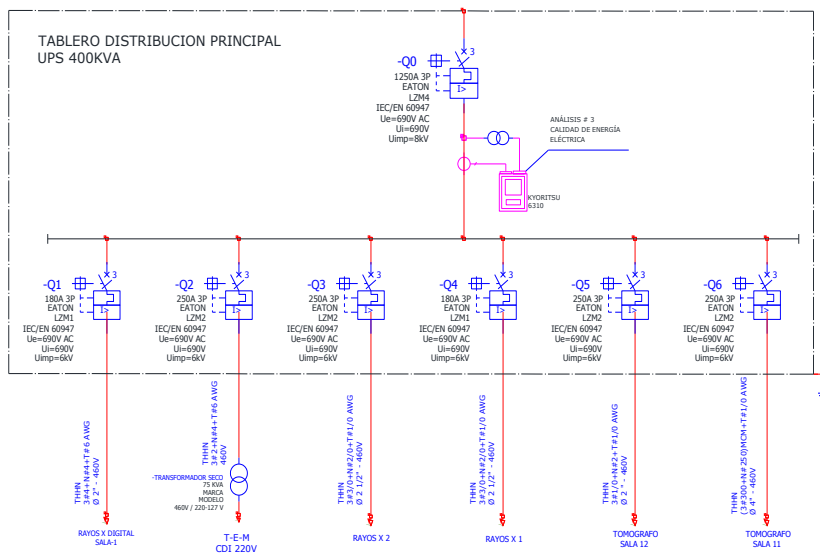 TABLERO DISTRIBUCION PRINCIPAL
UPS 400KVA
-Q0
3
1250A 3P
EATON
LZM4
IEC/EN 60947
Ue=690V AC
Ui=690V
Uimp=8kV
I>
ANÁLISIS # 3
CALIDAD DE ENERGÍA
ELÉCTRICA
KYORITSU
6310
-Q1
3
180A 3P
EATON
LZM1
IEC/EN 60947
Ue=690V AC
Ui=690V
Uimp=6kV
I>
-Q2
3
250A 3P
EATON
LZM2
IEC/EN 60947
Ue=690V AC
Ui=690V
Uimp=6kV
I>
-Q3
3
250A 3P
EATON
LZM2
IEC/EN 60947
Ue=690V AC
Ui=690V
Uimp=6kV
I>
-Q4
3
180A 3P
EATON
LZM1
IEC/EN 60947
Ue=690V AC
Ui=690V
Uimp=6kV
I>
-Q5
3
250A 3P
EATON
LZM2
IEC/EN 60947
Ue=690V AC
Ui=690V
Uimp=6kV
I>
-Q6
3
250A 3P
EATON
LZM2
IEC/EN 60947
Ue=690V AC
Ui=690V
Uimp=6kV
I>
THHN
3#4+N#4+T#6 AWG
Ø 2" - 460V
THHN
3#2+N#4+T#6 AWG
460V
THHN
3#3/0+N#2/0+T#1/0 AWG
Ø 2 1/2" - 460V
THHN
3#3/0+N#2/0+T#1/0 AWG
Ø 2 1/2" - 460V
THHN
3#1/0+N#2+T#1/0 AWG
Ø 2 " - 460V
THHN
(3#300+N#250)MCM+T#1/0 AWG
Ø 4" - 460V
-TRANSFORMADOR SECO
75 KVA
MARCA
MODELO
460V / 220-127 V
RAYOS X DIGITAL
SALA-1
T-E-M
CDI 220V
RAYOS X 2
RAYOS X 1
TOMOGRAFO
SALA 12
TOMOGRAFO
SALA 11